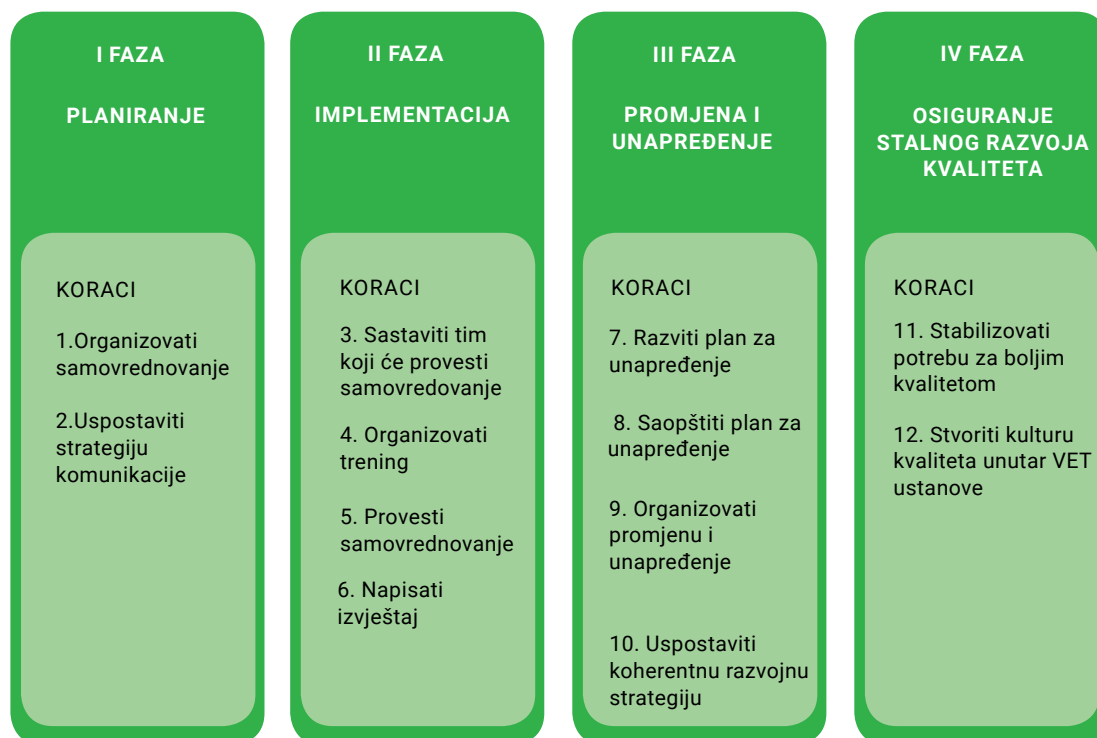 I FAZA
PLANIRANJE
KORACI
1.Organizovati
samovrednovanje
2.Uspostaviti
strategiju
komunikacije
II FAZA
IMPLEMENTACIJA
KORACI
3. Sastaviti tim
koji će provesti
samovredovanje
4. Organizovati
trening
5. Provesti
samovrednovanje
6. Napisati
izvještaj
III FAZA
PROMJENA I
UNAPREĐENJE
KORACI
7. Razviti plan za
unapređenje
8. Saopštiti plan za
unapređenje
9. Organizovati
promjenu i
unapređenje
10. Uspostaviti
koherentnu razvojnu
strategiju
IV FAZA
OSIGURANJE
STALNOG RAZVOJA
KVALITETA
KORACI
11. Stabilizovati
potrebu za boljim
kvalitetom
12. Stvoriti kulturu
kvaliteta unutar VET
ustanove